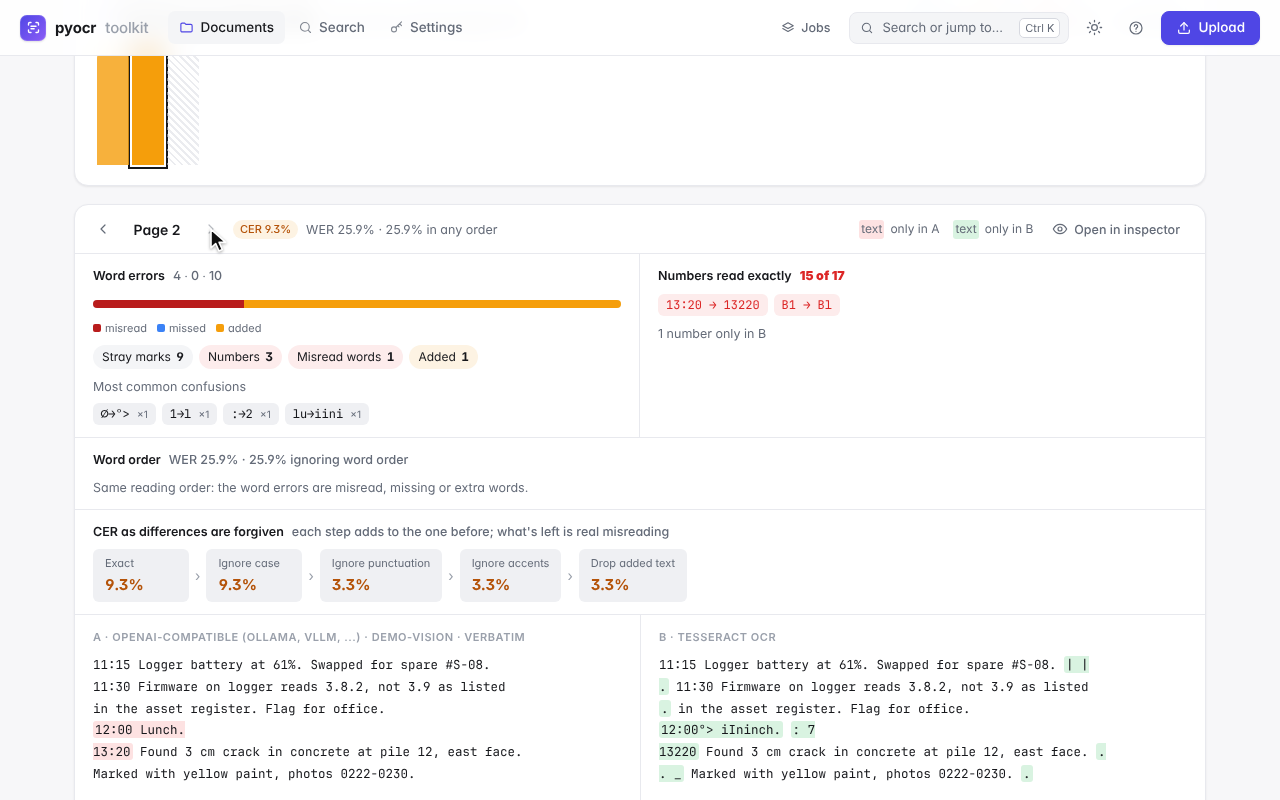 pyocr toolkit Documents Search Settings Jobs Search or jump to... Ctrl K Upload
Page 2 CER 9.3% WER 25.9% · 25.9% in any order text only in A text only in B Open in inspector
Word errors 4 · 0 · 10
misread missed added
Stray marks 9 Numbers 3 Misread words 1 Added 1
Most common confusions
Ø→°> ×1 1→l ×1 :→2 ×1 lu→iini ×1
Numbers read exactly 15 of 17
13:20 → 13220 B1 → Bl
1 number only in B
Word order WER 25.9% · 25.9% ignoring word order
Same reading order: the word errors are misread, missing or extra words.
CER as differences are forgiven each step adds to the one before; what's left is real misreading
Exact › Ignore case › Ignore punctuation › Ignore accents › Drop added text
9.3% 9.3% 3.3% 3.3% 3.3%
A · OPENAI-COMPATIBLE (OLLAMA, VLLM, ...) · DEMO-VISION · VERBATIM
11:15 Logger battery at 61%. Swapped for spare #S-08.
11:30 Firmware on logger reads 3.8.2, not 3.9 as listed
in the asset register. Flag for office.
12:00 Lunch.
13:20 Found 3 cm crack in concrete at pile 12, east face.
Marked with yellow paint, photos 0222-0230.
B · TESSERACT OCR
11:15 Logger battery at 61%. Swapped for spare #S-08. | |
. 11:30 Firmware on logger reads 3.8.2, not 3.9 as listed
. in the asset register. Flag for office.
12:00°> iIninch. : 7
13220 Found 3 cm crack in concrete at pile 12, east face. .
. _ Marked with yellow paint, photos 0222-0230. .